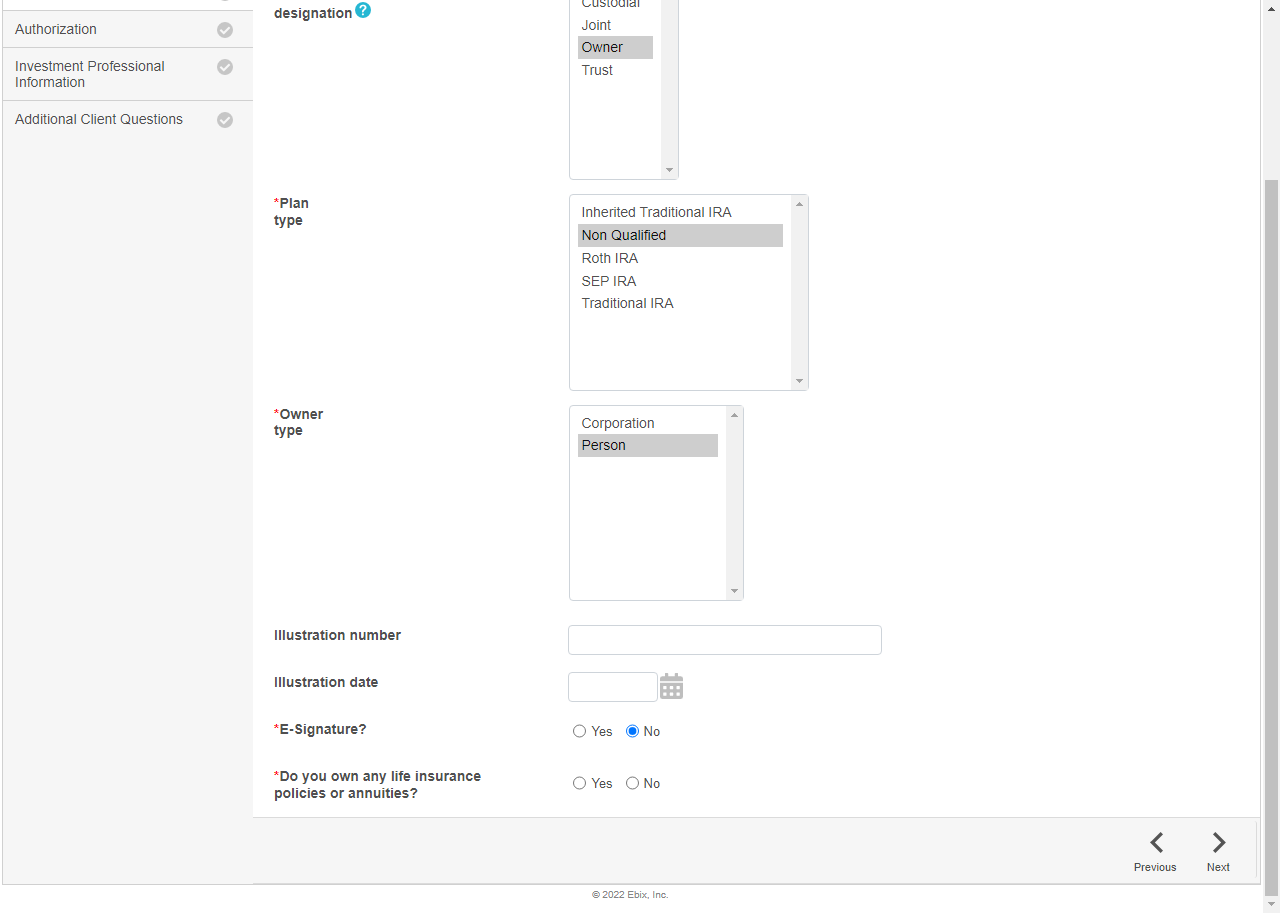 Authorization
Investment Professional
Information
Additional Client Questions
designation ?
Custodial
Joint
Owner
Trust
*Plan
type
Inherited Traditional IRA
Non Qualified
Roth IRA
SEP IRA
Traditional IRA
*Owner
type
Corporation
Person
Illustration number
Illustration date
*E-Signature?
Yes No
*Do you own any life insurance
policies or annuities?
Yes No
Previous
Next
© 2022 Ebix, Inc.